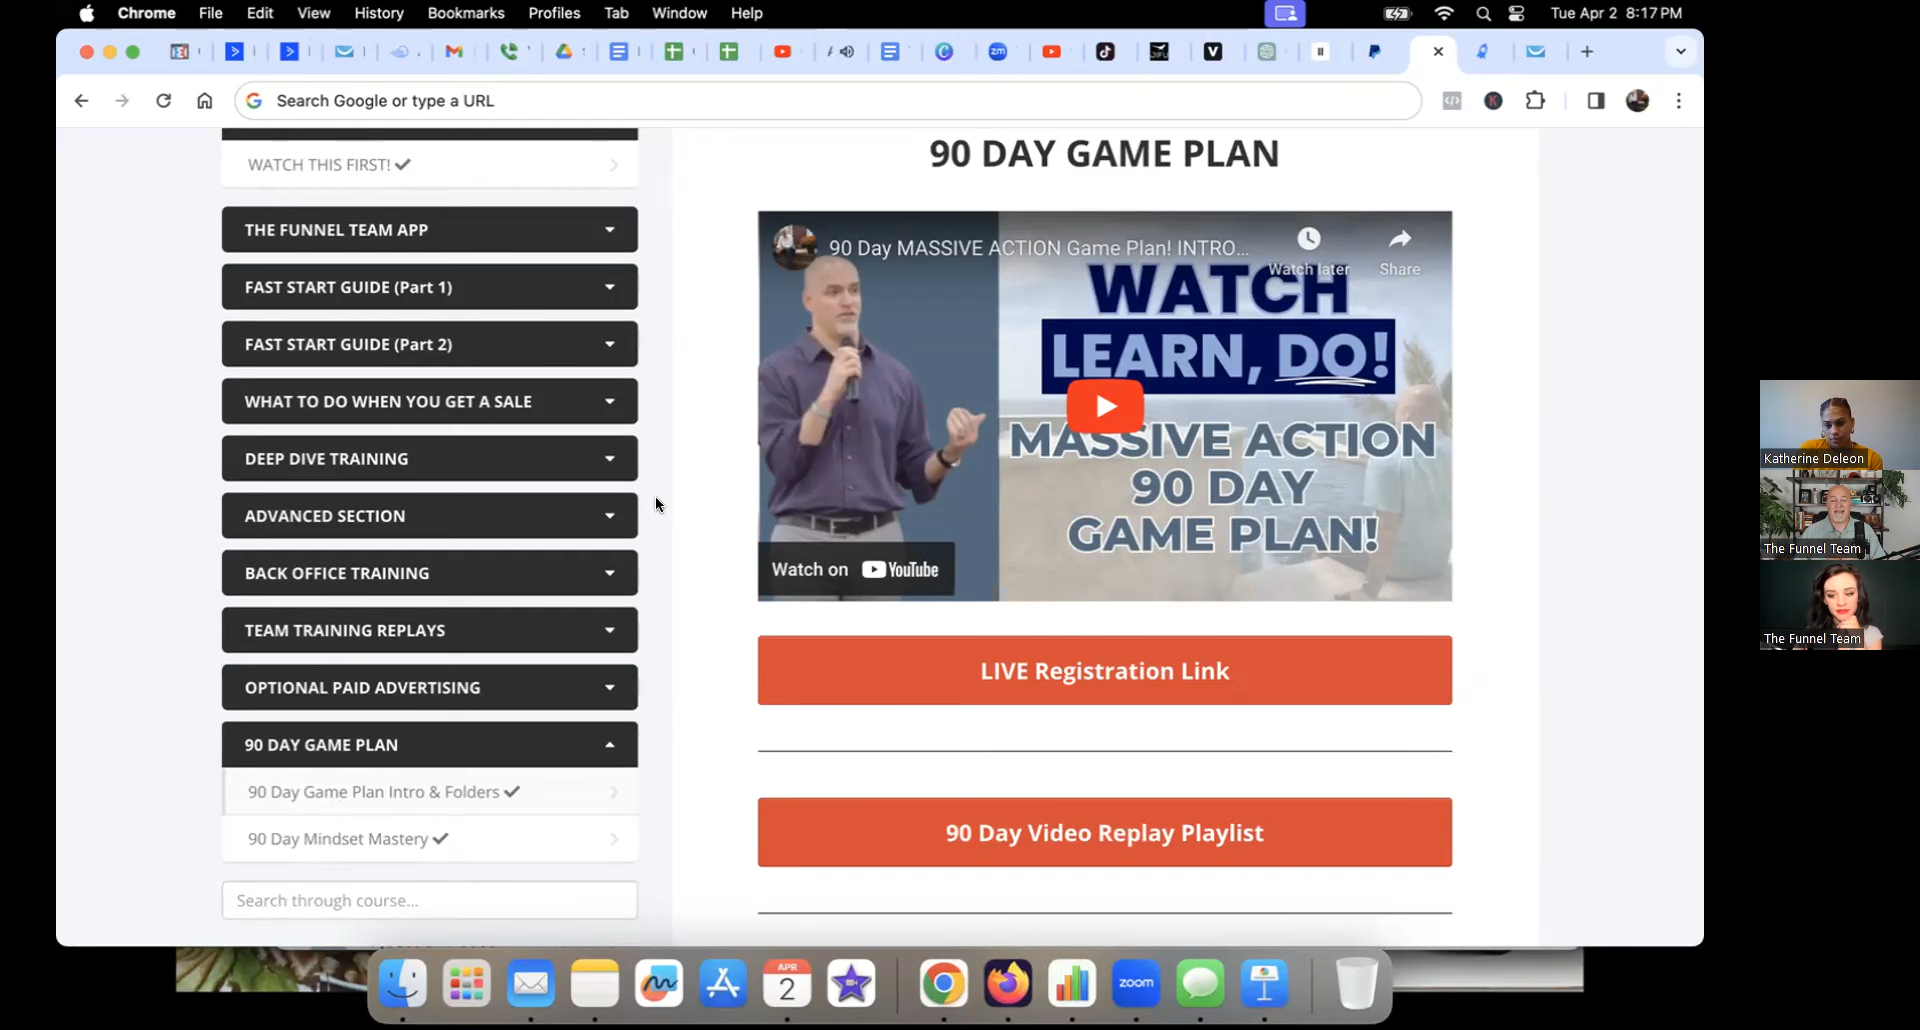 Chrome File Edit View History Bookmarks Profiles Tab Window Help Tue Apr 2 8:17 PM
Search Google or type a URL
WATCH THIS FIRST!
THE FUNNEL TEAM APP
FAST START GUIDE (Part 1)
FAST START GUIDE (Part 2)
WHAT TO DO WHEN YOU GET A SALE
DEEP DIVE TRAINING
ADVANCED SECTION
BACK OFFICE TRAINING
TEAM TRAINING REPLAYS
OPTIONAL PAID ADVERTISING
90 DAY GAME PLAN
90 Day Game Plan Intro & Folders
90 Day Mindset Mastery
Search through course...
90 DAY GAME PLAN
90 Day MASSIVE ACTION Game Plan! INTRO...
Watch later
Share
WATCH
LEARN, DO!
MASSIVE ACTION
90 DAY
GAME PLAN!
Watch on YouTube
LIVE Registration Link
90 Day Video Replay Playlist
Katherine Deleon
The Funnel Team
The Funnel Team
APR
2
zoom